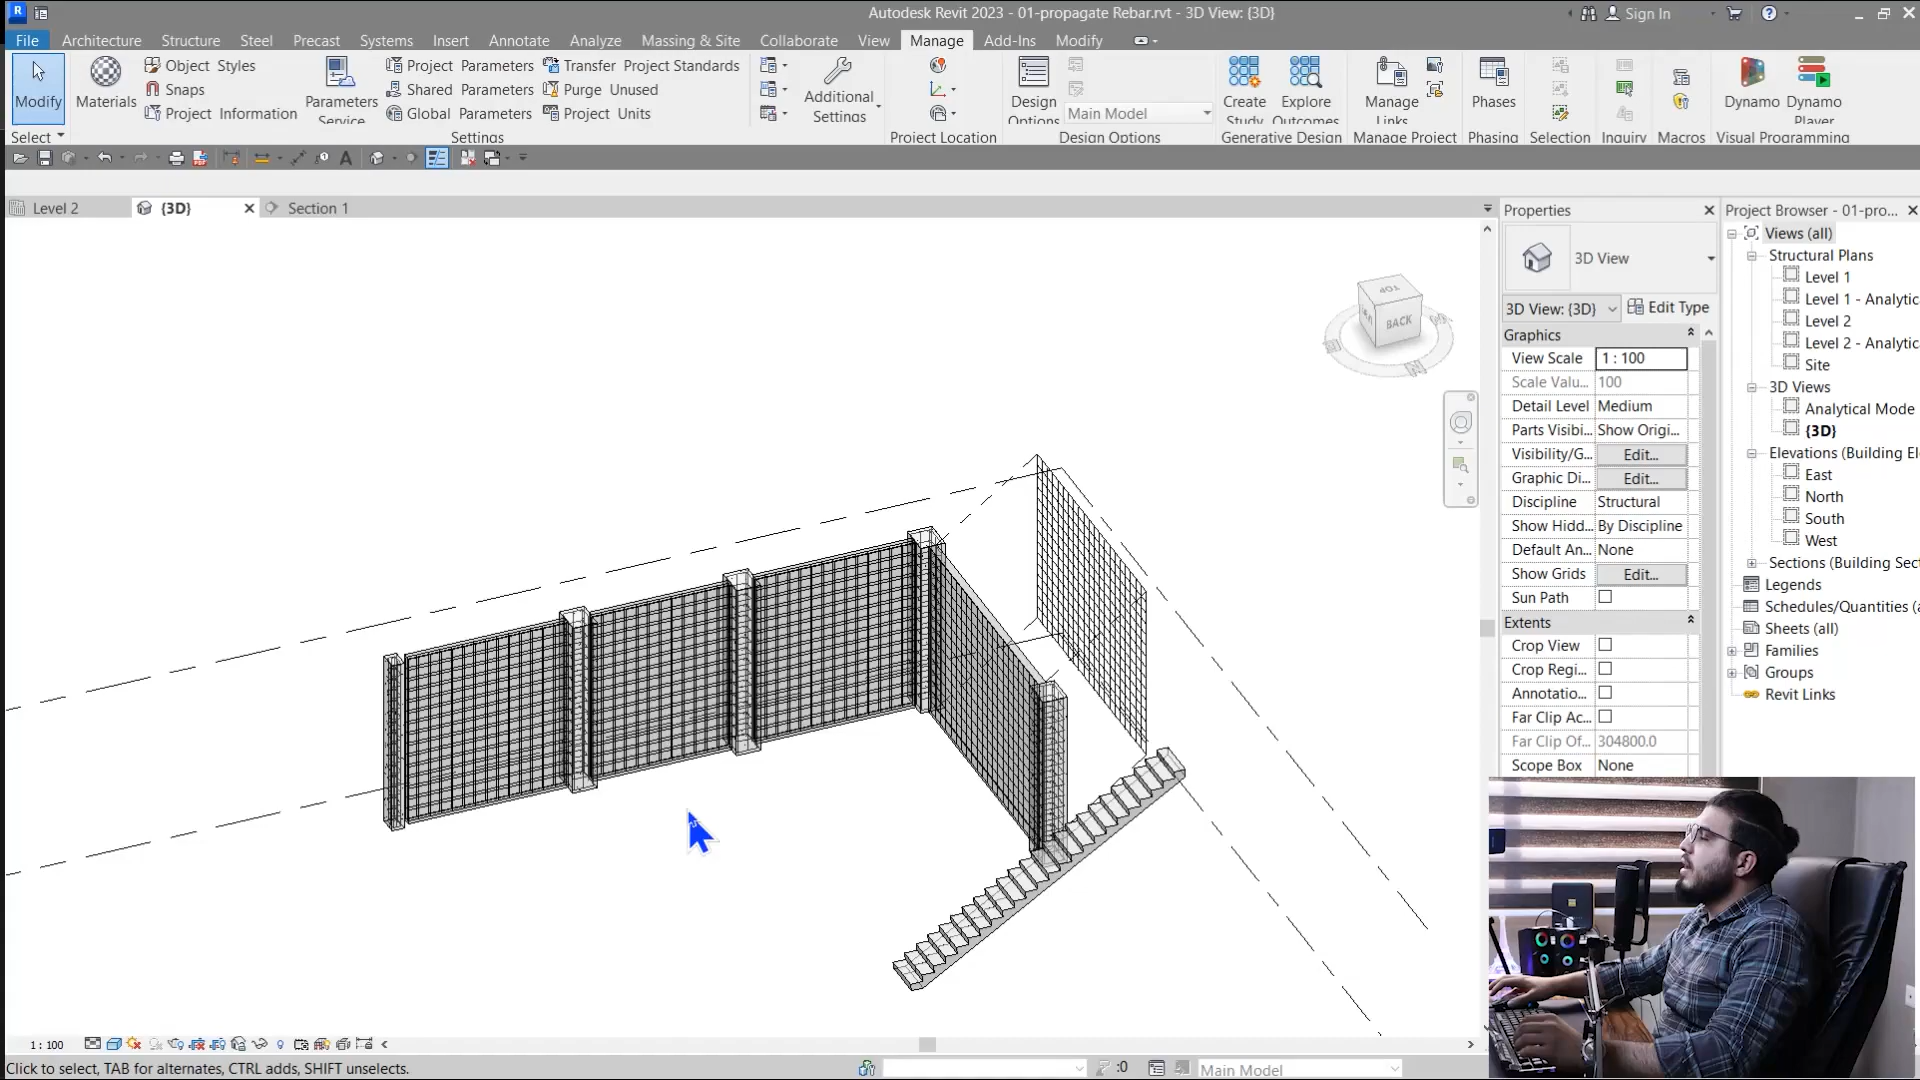 Autodesk Revit 2023 - 01-propagate Rebar.rvt - 3D View: {3D}
Sign In
File Architecture Structure Steel Precast Systems Insert Annotate Analyze Massing & Site Collaborate View Manage Add-Ins Modify
Modify
Materials
Object Styles
Snaps
Project Information
Parameters
Service
Project Parameters
Shared Parameters
Global Parameters
Transfer Project Standards
Purge Unused
Project Units
Additional
Settings
Design
Options
Main Model
Create
Study
Explore
Outcomes
Manage
Links
Phases
Dynamo
Dynamo
Player
Select
Settings
Project Location
Design Options
Generative Design
Manage Project
Phasing
Selection
Inquiry
Macros
Visual Programming
Level 2
{3D}
Section 1
TOP
BACK
Properties
3D View
3D View: {3D}
Edit Type
Graphics
View Scale 1 : 100
Scale Valu... 100
Detail Level Medium
Parts Visibi... Show Origi...
Visibility/G... Edit...
Graphic Di... Edit...
Discipline Structural
Show Hidd... By Discipline
Default An... None
Show Grids Edit...
Sun Path
Extents
Crop View
Crop Regi...
Annotatio...
Far Clip Ac...
Far Clip Of... 304800.0
Scope Box None
Project Browser - 01-pro...
Views (all)
Structural Plans
Level 1
Level 1 - Analytic
Level 2
Level 2 - Analytic
Site
3D Views
Analytical Mode
{3D}
Elevations (Building El
East
North
South
West
Sections (Building Sec
Legends
Schedules/Quantities (a
Sheets (all)
Families
Groups
Revit Links
1 : 100
Click to select, TAB for alternates, CTRL adds, SHIFT unselects.
:0
Main Model